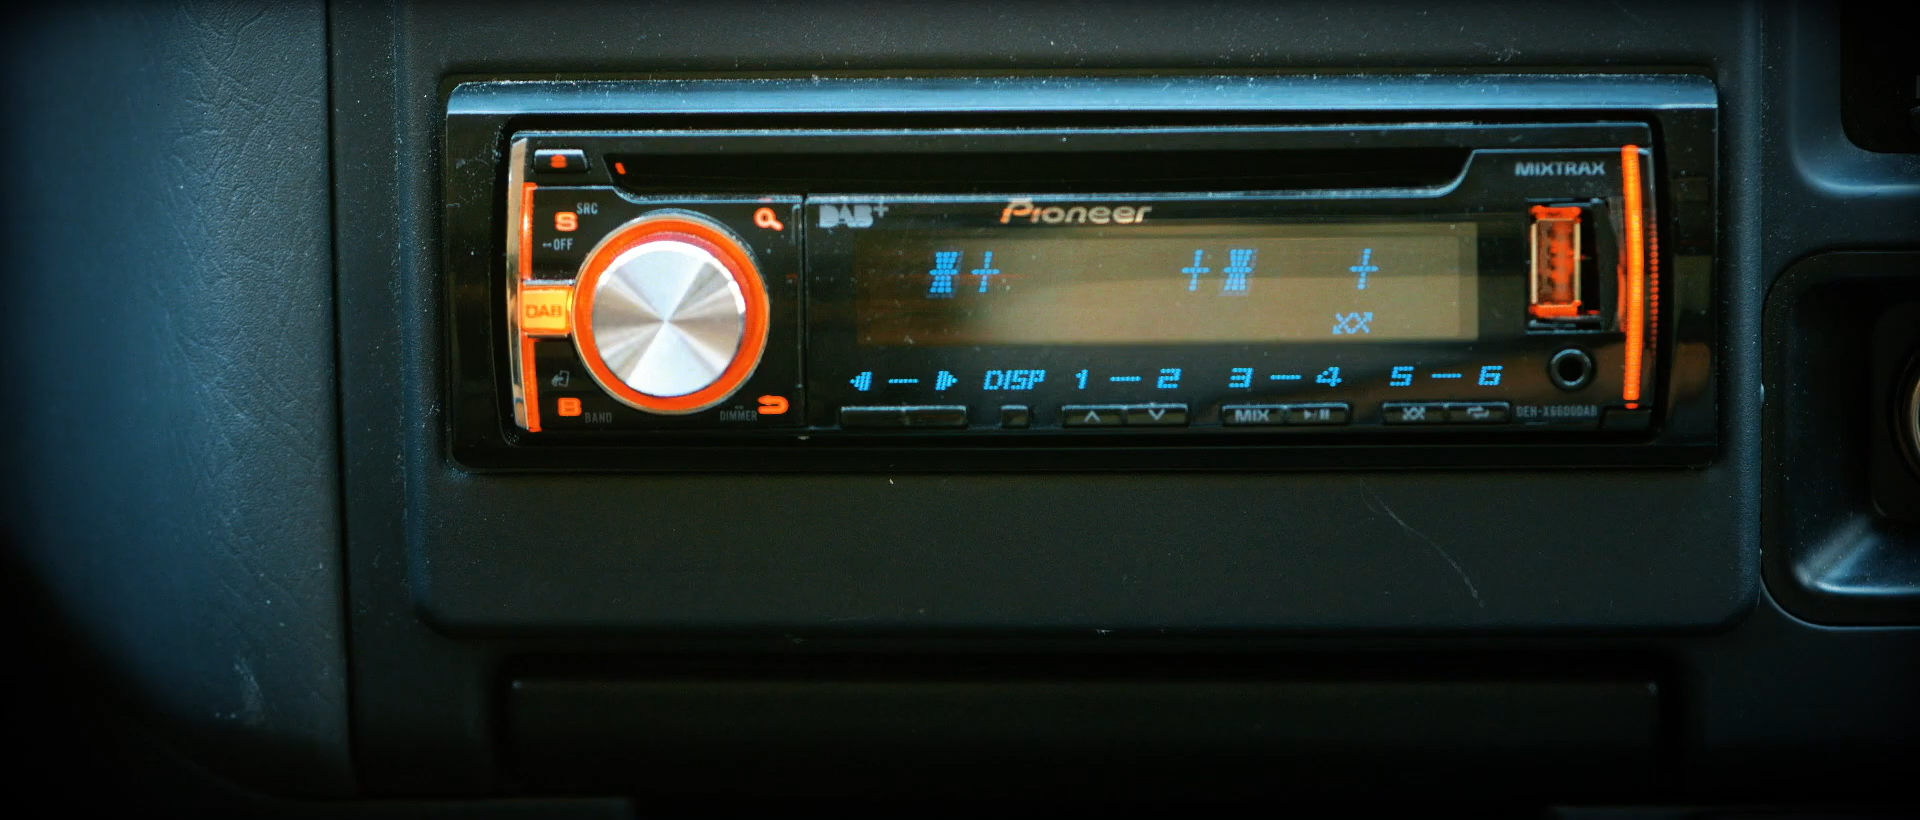 MIXTRAX
S SRC
OFF
DAB+ Pioneer
DAB
DISP 1 2 3 4 5 6
B BAND
DIMMER
MIX
DEH-X6600DAB